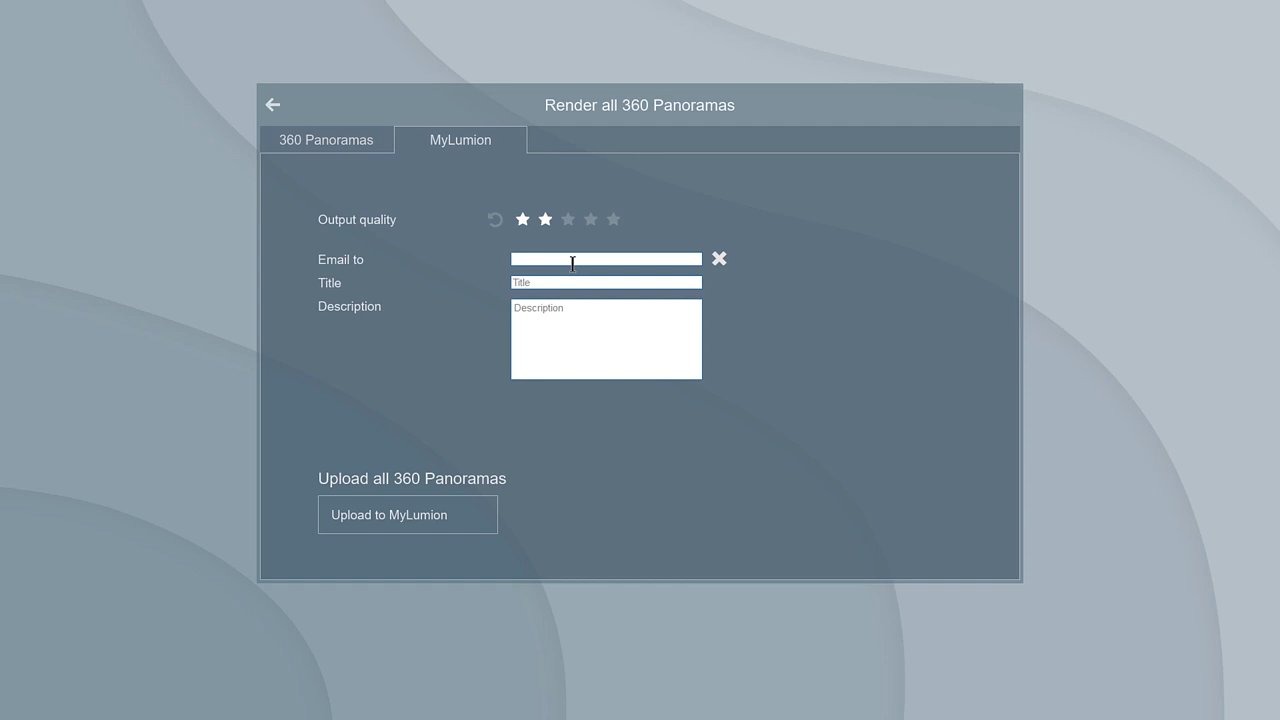 Render all 360 Panoramas
360 Panoramas
MyLumion
Output quality
Email to
Title
Title
Description
Description
Upload all 360 Panoramas
Upload to MyLumion